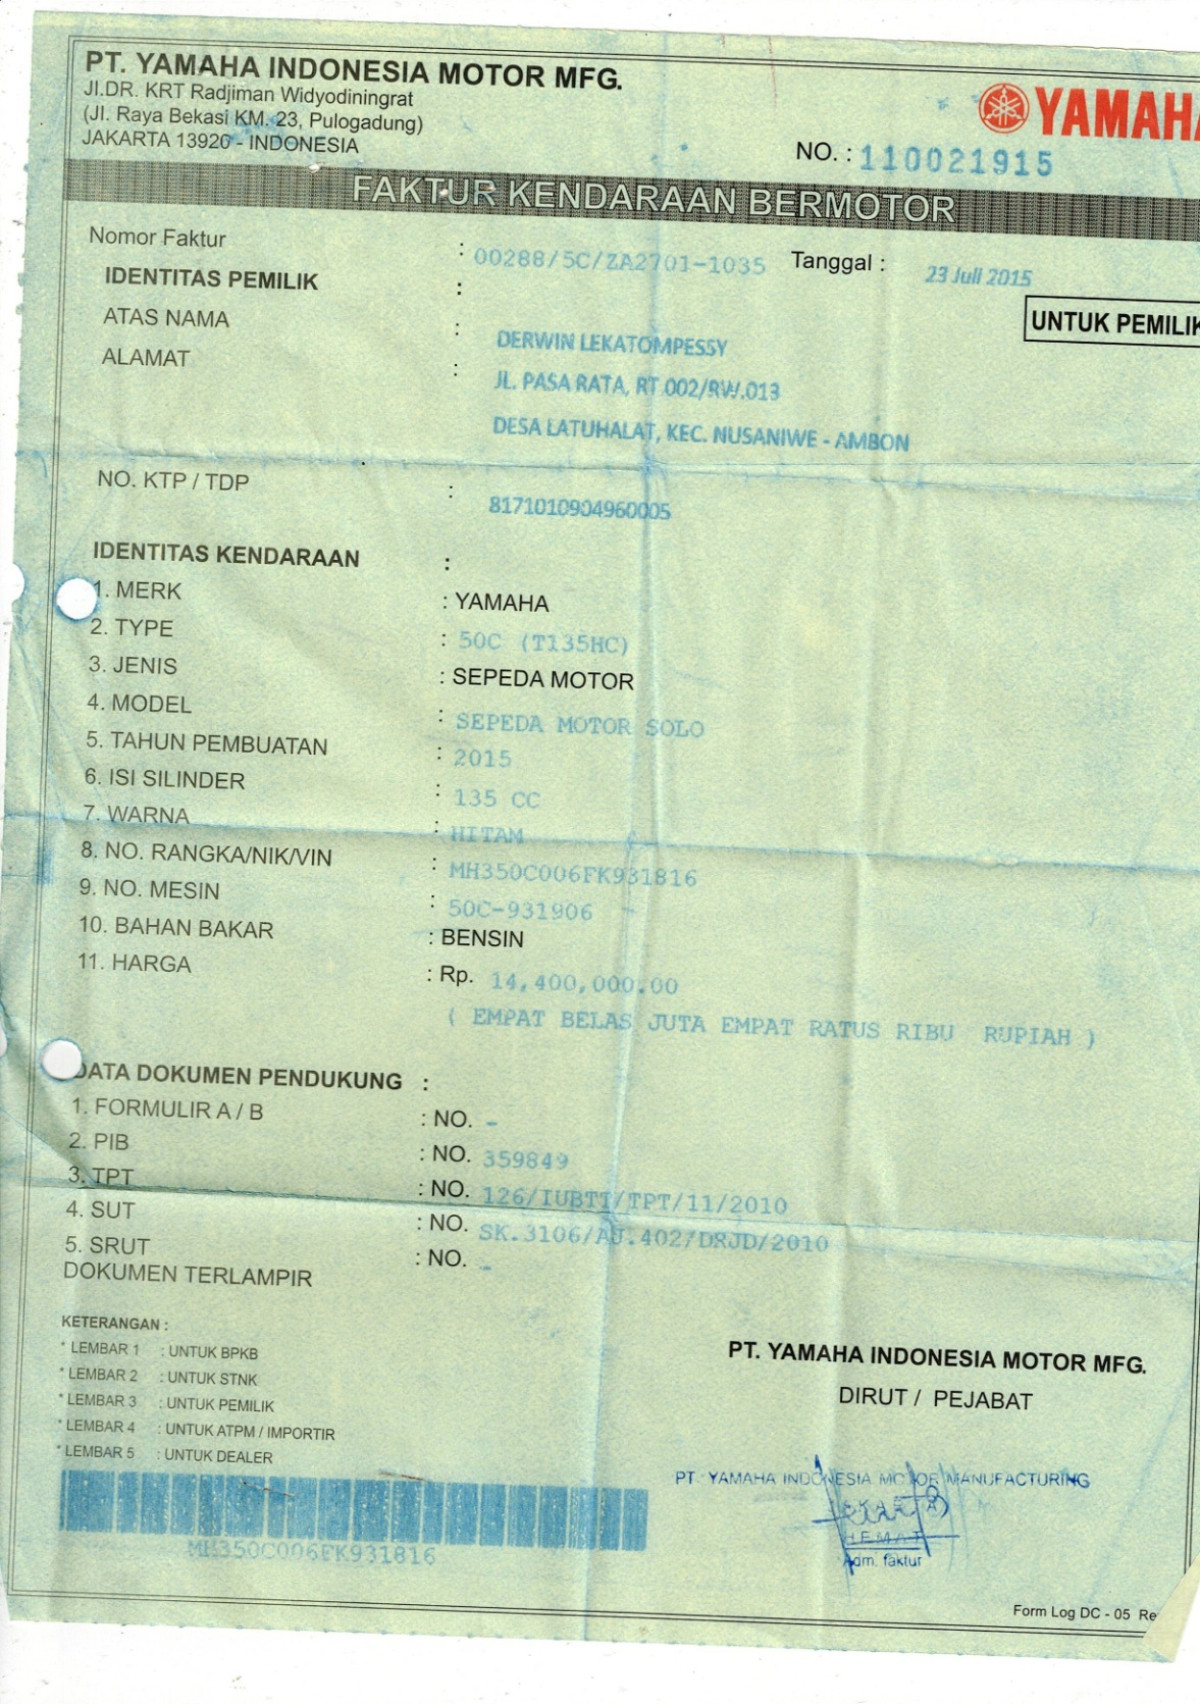 PT. YAMAHA INDONESIA MOTOR MFG.
Jl.DR. KRT Radjiman Widyodiningrat
(Jl. Raya Bekasi KM. 23, Pulogadung)
JAKARTA 13920 - INDONESIA
YAMAHA
NO. : 110021915
FAKTUR KENDARAAN BERMOTOR
Nomor Faktur : 00288/5C/ZA2701-1035 Tanggal : 23 Juli 2015
IDENTITAS PEMILIK :
UNTUK PEMILIK
ATAS NAMA : DERWIN LEKATOMPESSY
ALAMAT : JL. PASA RATA, RT 002/RW.013
DESA LATUHALAT, KEC. NUSANIWE - AMBON
NO. KTP / TDP : 8171010904960005
IDENTITAS KENDARAAN :
1. MERK : YAMAHA
2. TYPE : 50C (T135HC)
3. JENIS : SEPEDA MOTOR
4. MODEL : SEPEDA MOTOR SOLO
5. TAHUN PEMBUATAN : 2015
6. ISI SILINDER : 135 CC
7. WARNA : HITAM
8. NO. RANGKA/NIK/VIN : MH350C006FK931816
9. NO. MESIN : 50C-931906
10. BAHAN BAKAR : BENSIN
11. HARGA : Rp. 14,400,000.00
( EMPAT BELAS JUTA EMPAT RATUS RIBU RUPIAH )
DATA DOKUMEN PENDUKUNG :
1. FORMULIR A / B : NO. -
2. PIB : NO. 359849
3. TPT : NO. 126/IUBTT/TPT/11/2010
4. SUT : NO. SK.3106/AJ.402/DRJD/2010
5. SRUT : NO. -
DOKUMEN TERLAMPIR
KETERANGAN :
* LEMBAR 1 : UNTUK BPKB
* LEMBAR 2 : UNTUK STNK
* LEMBAR 3 : UNTUK PEMILIK
* LEMBAR 4 : UNTUK ATPM / IMPORTIR
* LEMBAR 5 : UNTUK DEALER
MH350C006FK931816
PT. YAMAHA INDONESIA MOTOR MFG.
DIRUT / PEJABAT
PT. YAMAHA INDONESIA MOTOR MANUFACTURING
Adm. faktur
Form Log DC - 05 Re